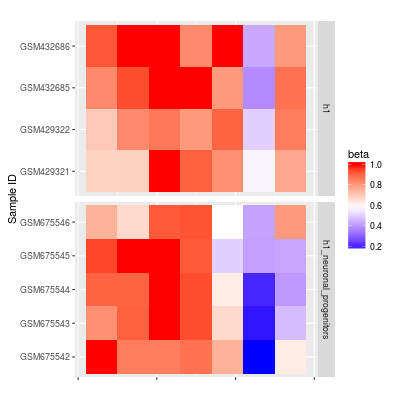 Sample ID
GSM432686
GSM432685
GSM429322
GSM429321
h1
GSM675546
GSM675545
GSM675544
GSM675543
GSM675542
h1_neuronal_progenitors
beta
1.0
0.8
0.6
0.4
0.2